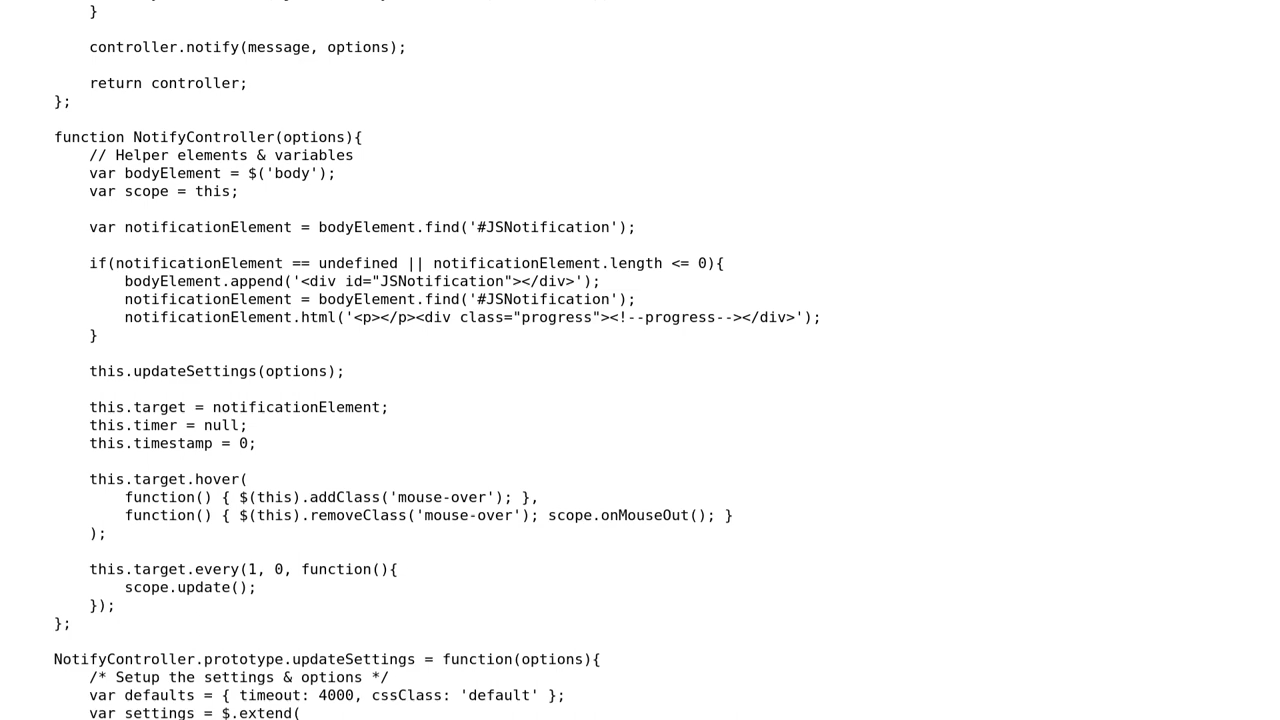 }
controller.notify(message, options);
return controller;
};
function NotifyController(options){
// Helper elements & variables
var bodyElement = $('body');
var scope = this;
var notificationElement = bodyElement.find('#JSNotification');
if(notificationElement == undefined || notificationElement.length <= 0){
bodyElement.append('<div id="JSNotification"></div>');
notificationElement = bodyElement.find('#JSNotification');
notificationElement.html('<p></p><div class="progress"><!--progress--></div>');
}
this.updateSettings(options);
this.target = notificationElement;
this.timer = null;
this.timestamp = 0;
this.target.hover(
function() { $(this).addClass('mouse-over'); },
function() { $(this).removeClass('mouse-over'); scope.onMouseOut(); }
);
this.target.every(1, 0, function(){
scope.update();
});
};
NotifyController.prototype.updateSettings = function(options){
/* Setup the settings & options */
var defaults = { timeout: 4000, cssClass: 'default' };
var settings = $.extend(